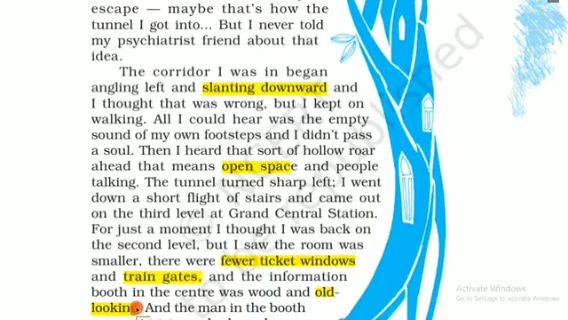 escape — maybe that's how the
tunnel I got into... But I never told
my psychiatrist friend about that
idea.
The corridor I was in began
angling left and slanting downward and
I thought that was wrong, but I kept on
walking. All I could hear was the empty
sound of my own footsteps and I didn't pass
a soul. Then I heard that sort of hollow roar
ahead that means open space and people
talking. The tunnel turned sharp left; I went
down a short flight of stairs and came out
on the third level at Grand Central Station.
For just a moment I thought I was back on
the second level, but I saw the room was
smaller, there were fewer ticket windows
and train gates, and the information
booth in the centre was wood and old-
looking. And the man in the booth
Activate Windows
Go to Settings to activate Windows.